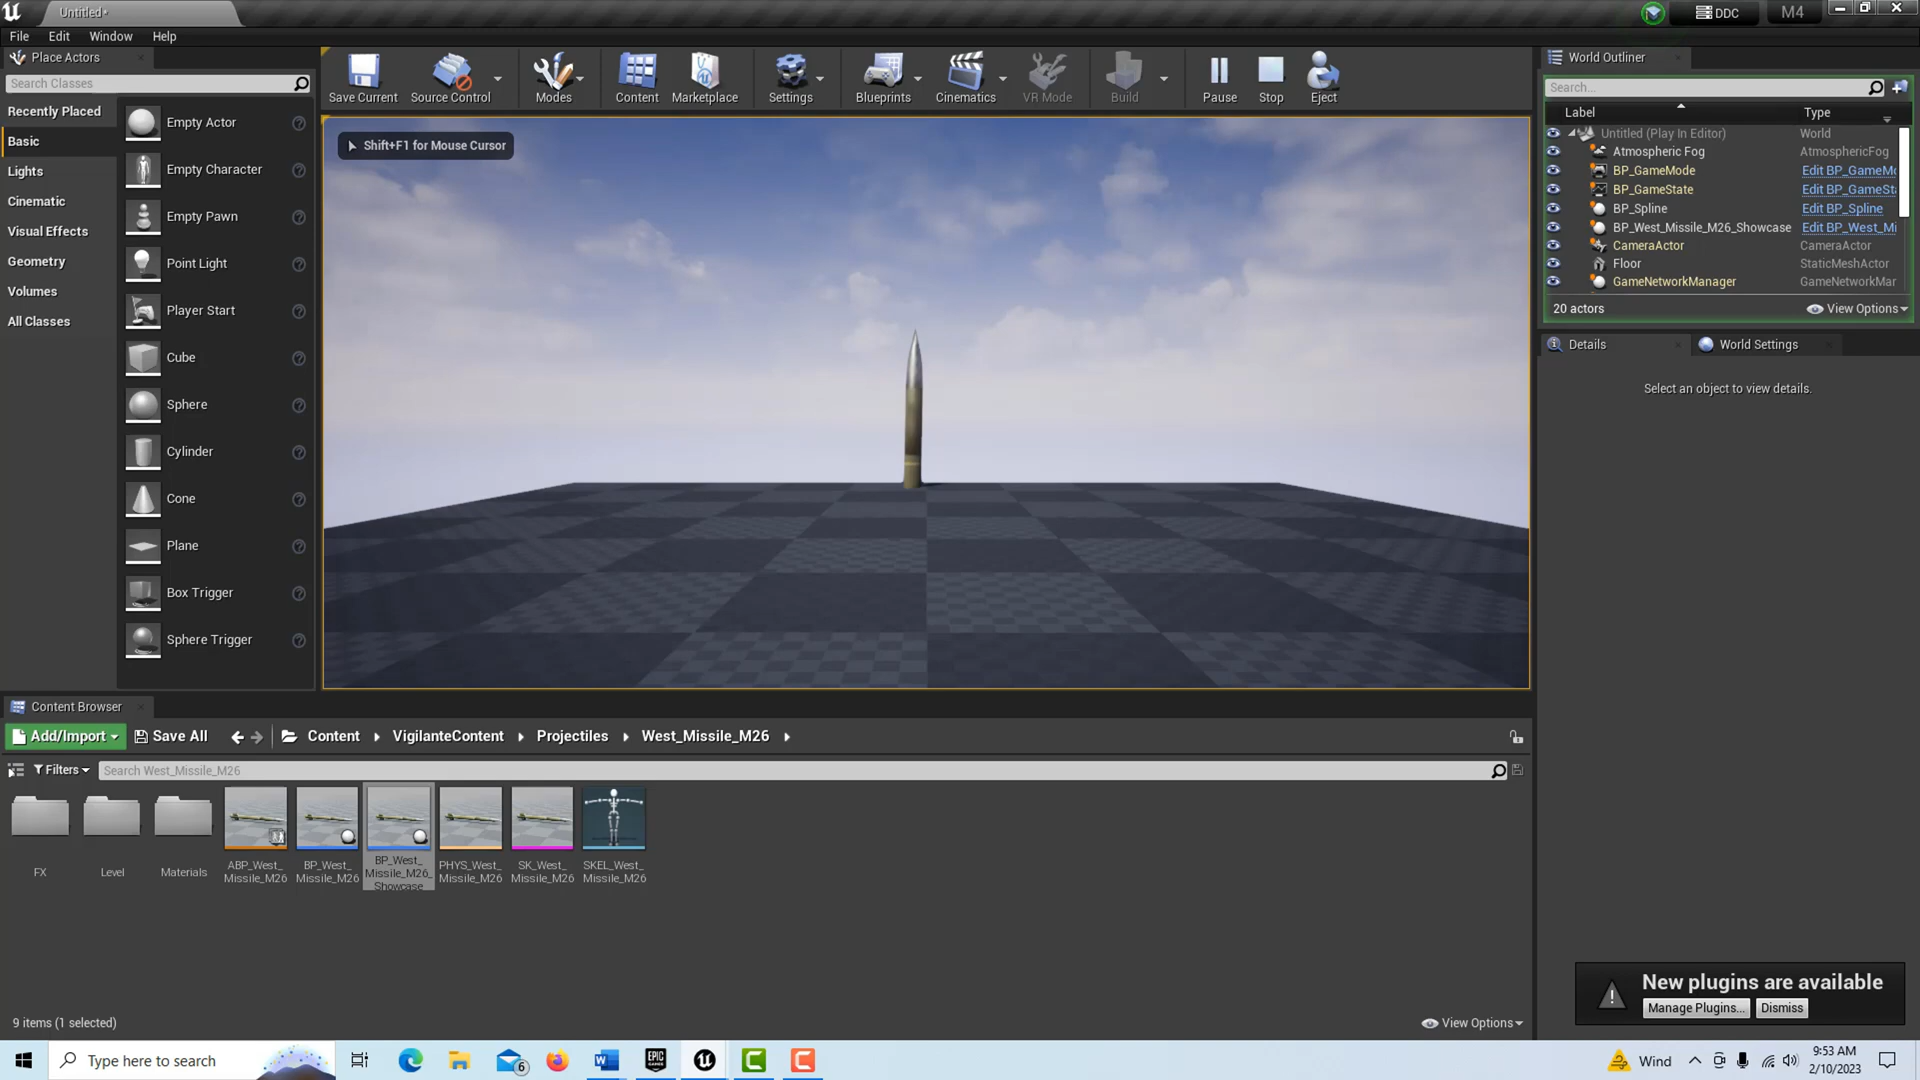 Untitled*
DDC
M4
File Edit Window Help
Place Actors
Search Classes
Recently Placed
Basic
Lights
Cinematic
Visual Effects
Geometry
Volumes
All Classes
Empty Actor
Empty Character
Empty Pawn
Point Light
Player Start
Cube
Sphere
Cylinder
Cone
Plane
Box Trigger
Sphere Trigger
Save Current
Source Control
Modes
Content
Marketplace
Settings
Blueprints
Cinematics
VR Mode
Build
Pause
Stop
Eject
Shift+F1 for Mouse Cursor
World Outliner
Search...
Label Type
Untitled (Play In Editor) World
Atmospheric Fog AtmosphericFog
BP_GameMode Edit BP_GameMo
BP_GameState Edit BP_GameSta
BP_Spline Edit BP_Spline
BP_West_Missile_M26_Showcase Edit BP_West_Mi
CameraActor CameraActor
Floor StaticMeshActor
GameNetworkManager GameNetworkMar
20 actors View Options
Details World Settings
Select an object to view details.
Content Browser
Add/Import Save All Content VigilanteContent Projectiles West_Missile_M26
Filters Search West_Missile_M26
FX
Level
Materials
ABP_West_
Missile_M26
BP_West_
Missile_M26
BP_West_
Missile_M26_
Showcase
PHYS_West_
Missile_M26
SK_West_
Missile_M26
SKEL_West_
Missile_M26
9 items (1 selected) View Options
New plugins are available
Manage Plugins... Dismiss
Type here to search
6
EPIC
GAMES
Wind
9:53 AM
2/10/2023